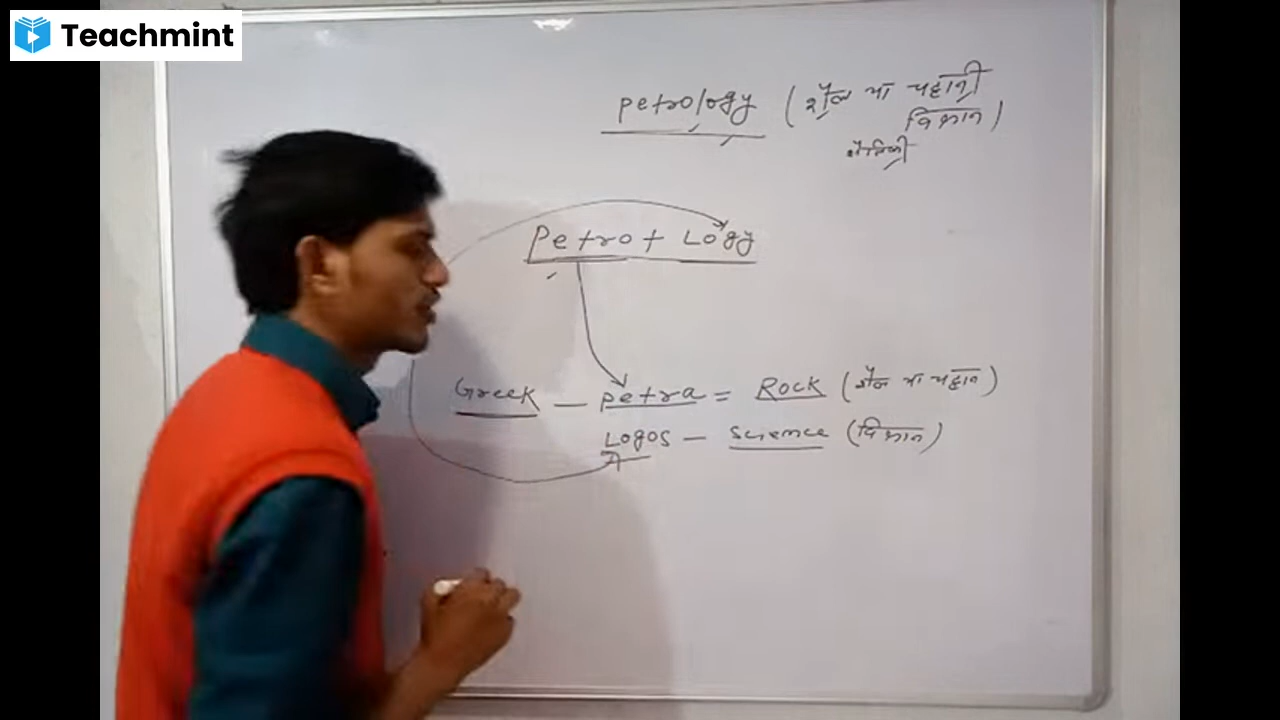 Teachmint
Petrology (शैल या चट्टानी
विज्ञान)
Petro + Logy
Greek — Petra = Rock (शैल या चट्टान)
Logos — Science (विज्ञान)